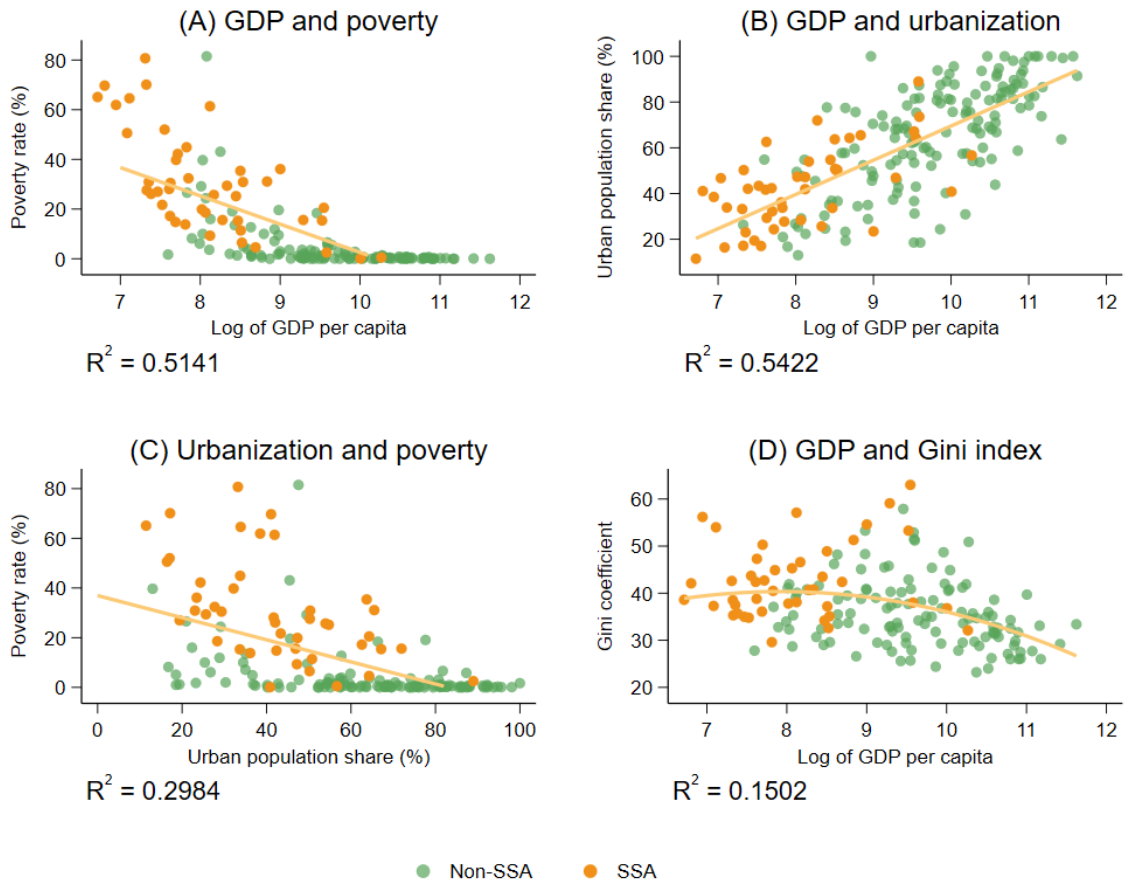 (A) GDP and poverty
Poverty rate (%)
80
60
40
20
0
7 8 9 10 11 12
Log of GDP per capita
R² = 0.5141
(B) GDP and urbanization
Urban population share (%)
100
80
60
40
20
7 8 9 10 11 12
Log of GDP per capita
R² = 0.5422
(C) Urbanization and poverty
Poverty rate (%)
80
60
40
20
0
0 20 40 60 80 100
Urban population share (%)
R² = 0.2984
(D) GDP and Gini index
Gini coefficient
60
50
40
30
20
7 8 9 10 11 12
Log of GDP per capita
R² = 0.1502
Non-SSA SSA